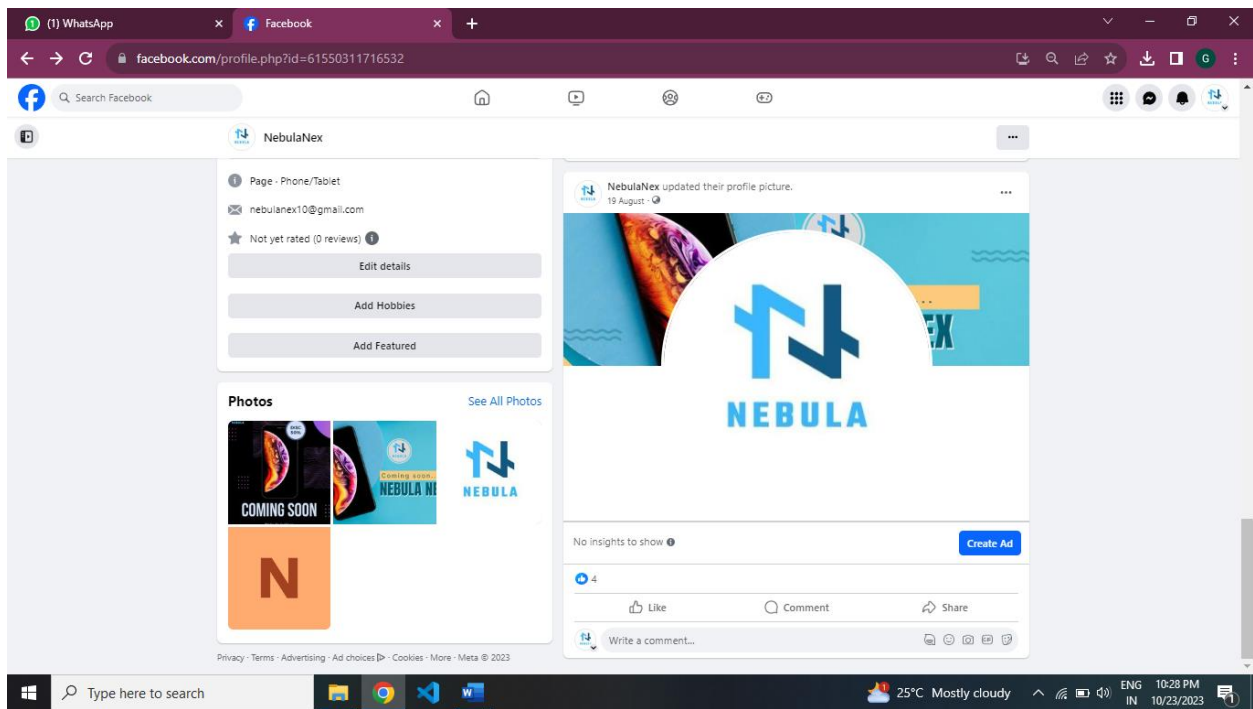 (1) WhatsApp
Facebook
facebook.com/profile.php?id=61550311716532
G
Search Facebook
NebulaNex
Page · Phone/Tablet
nebulanex10@gmail.com
Not yet rated (0 reviews)
Edit details
Add Hobbies
Add Featured
Photos
See All Photos
COMING SOON
Coming soon...
NEBULA NE
NEBULA
N
Privacy · Terms · Advertising · Ad choices · Cookies · More · Meta © 2023
NebulaNex updated their profile picture.
19 August
EX
NEBULA
No insights to show
Create Ad
4
Like
Comment
Share
Write a comment...
Type here to search
25°C Mostly cloudy
ENG
IN
10:28 PM
10/23/2023